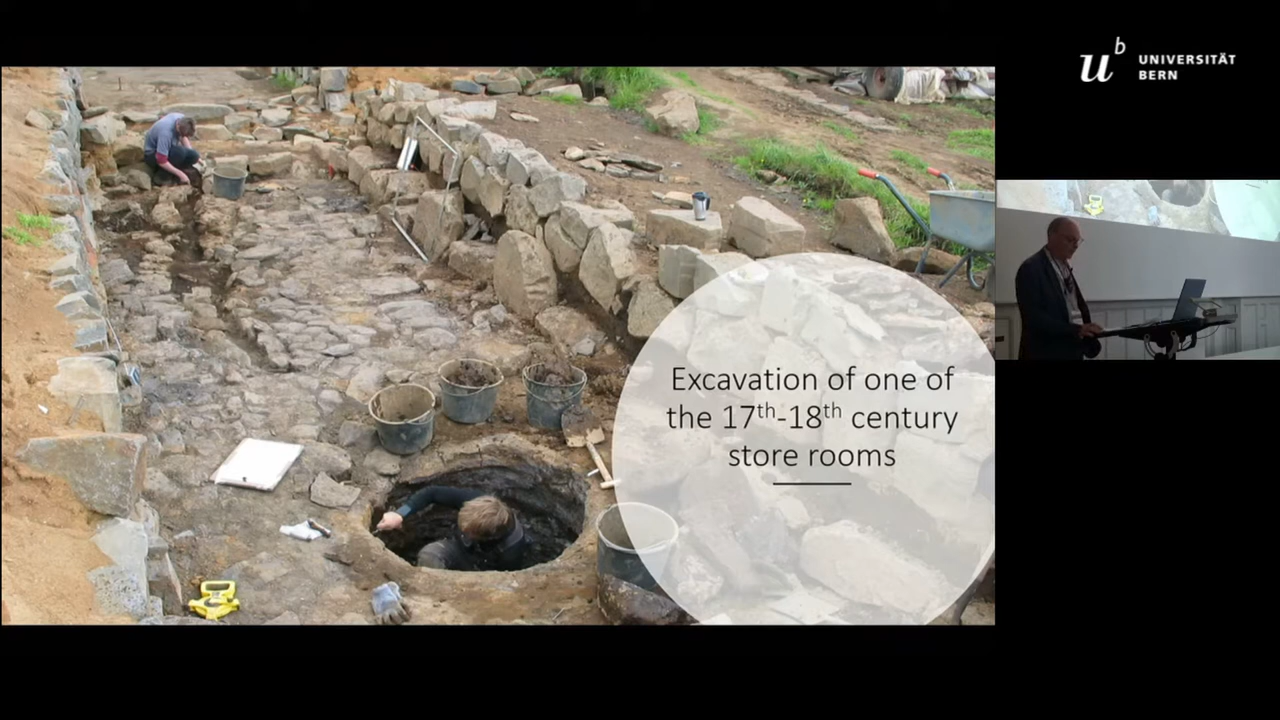 u^b
UNIVERSITÄT
BERN
Excavation of one of
the 17th-18th century
store rooms